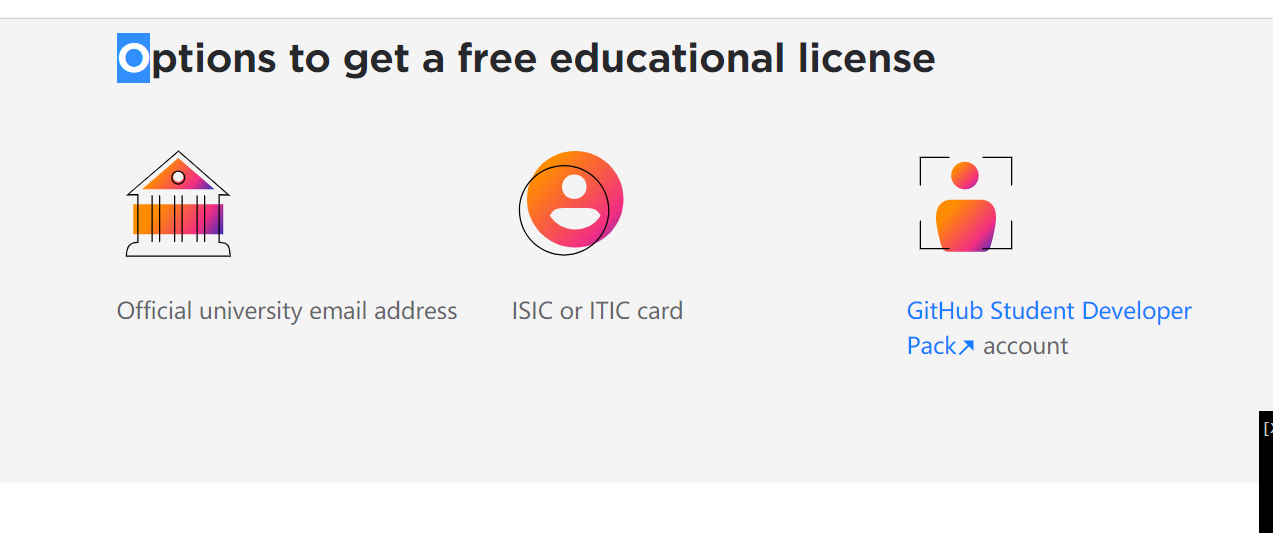 Options to get a free educational license
Official university email address
ISIC or ITIC card
GitHub Student Developer
Pack↗ account